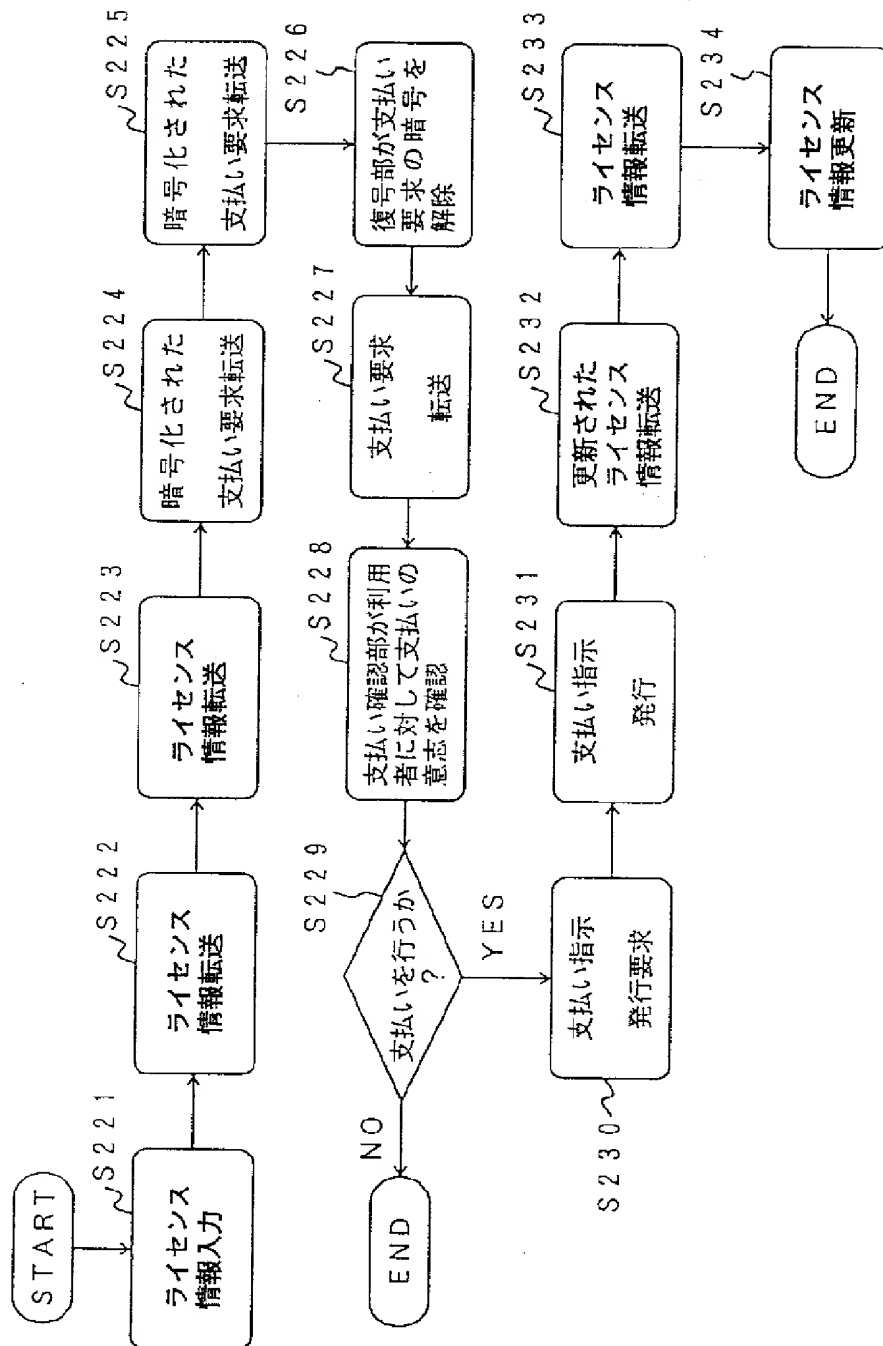 START
S221
ライセンス
情報入力
S222
ライセンス
情報転送
S223
ライセンス
情報転送
S224
暗号化された
支払い要求転送
S225
暗号化された
支払い要求転送
S226
復号部が支払い
要求の暗号を
解除
S227
支払い要求
転送
S228
支払い確認部が利用
者に対して支払いの
意志を確認
S229
支払いを行うか
?
NO
END
YES
S230
支払い指示
発行要求
S231
支払い指示
発行
S232
更新された
ライセンス
情報転送
S233
ライセンス
情報転送
S234
ライセンス
情報更新
END